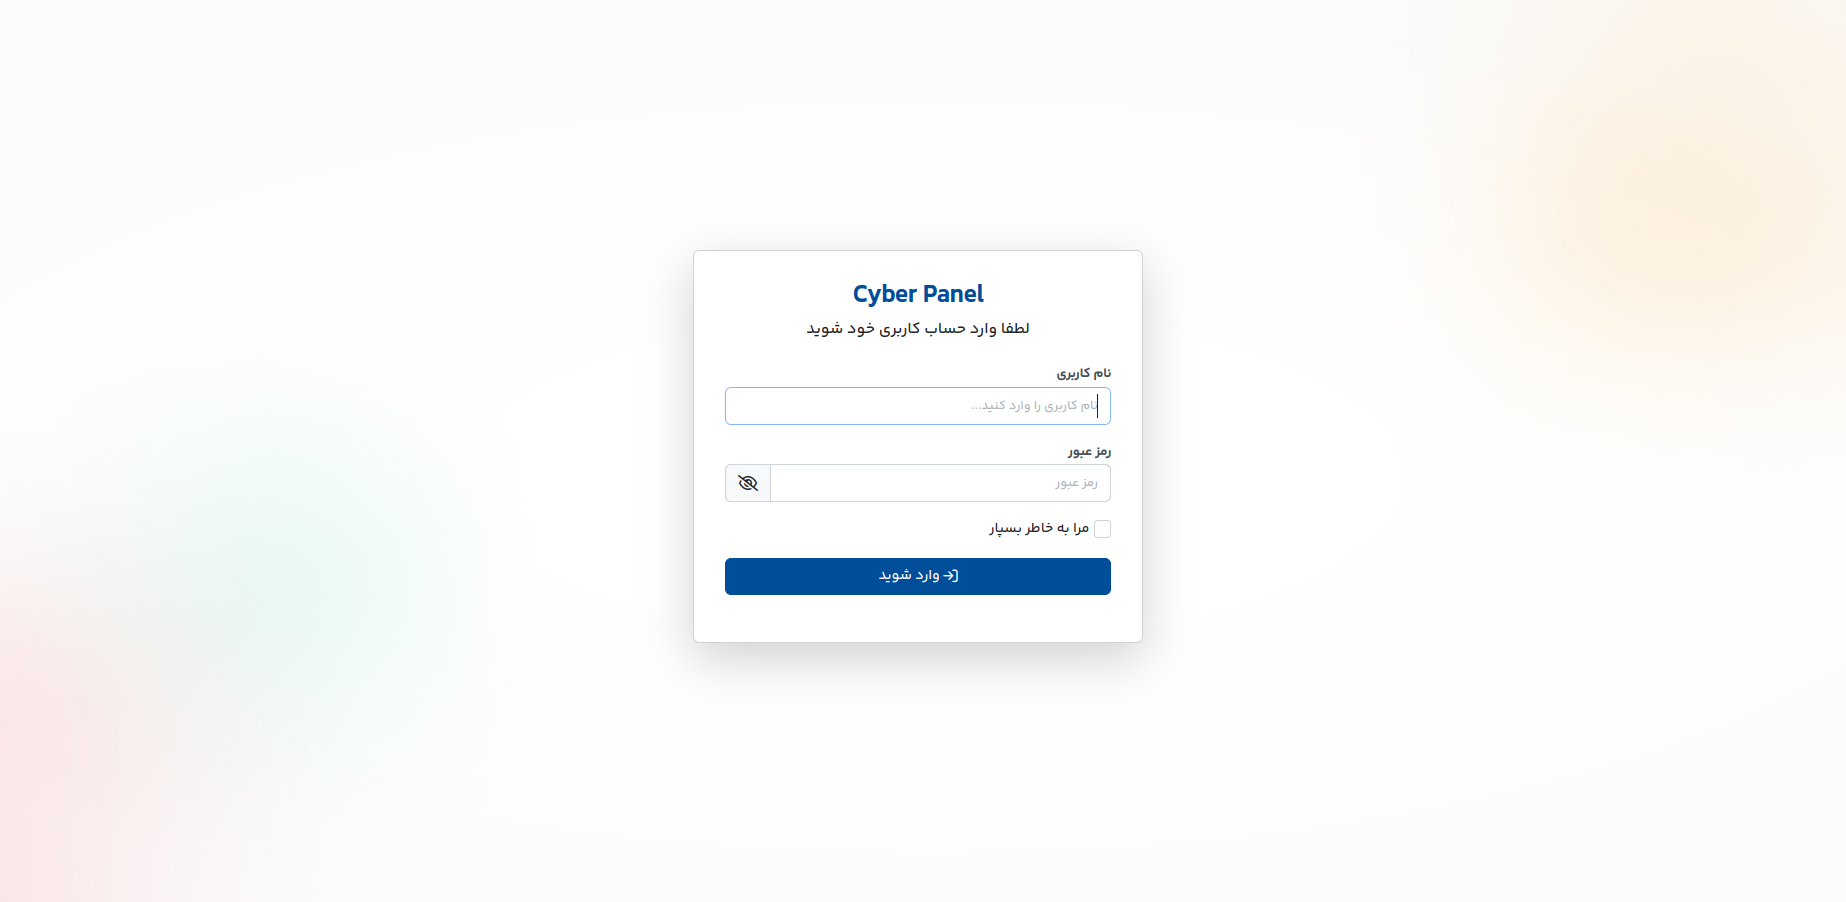 Cyber Panel
لطفا وارد حساب کاربری خود شوید
نام کاربری
نام کاربری را وارد کنید...
رمز عبور
رمز عبور
مرا به خاطر بسپار
وارد شوید